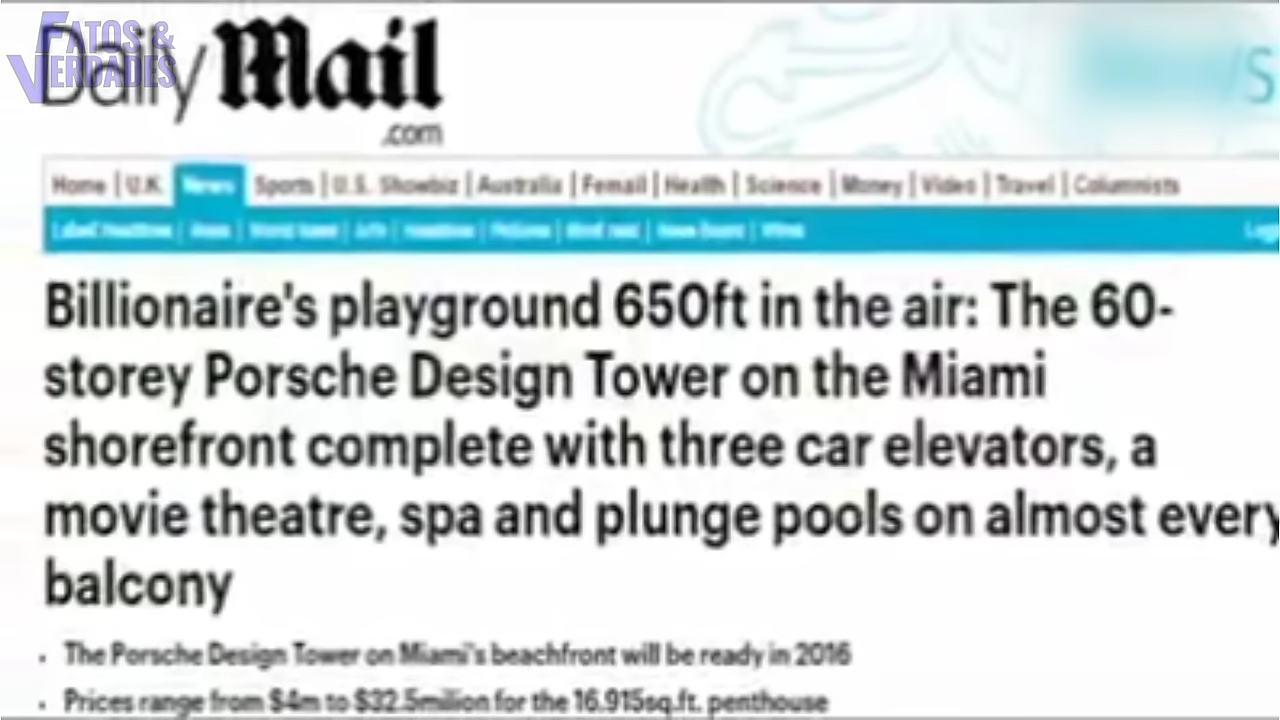 FATOS &
VERDADES
Daily Mail
.com
Home | U.K. | News | Sports | U.S. Showbiz | Australia | Femail | Health | Science | Money | Video | Travel | Columnists
Billionaire's playground 650ft in the air: The 60-
storey Porsche Design Tower on the Miami
shorefront complete with three car elevators, a
movie theatre, spa and plunge pools on almost every
balcony
• The Porsche Design Tower on Miami's beachfront will be ready in 2016
• Prices range from $4m to $32.5milion for the 16.915sq.ft. penthouse